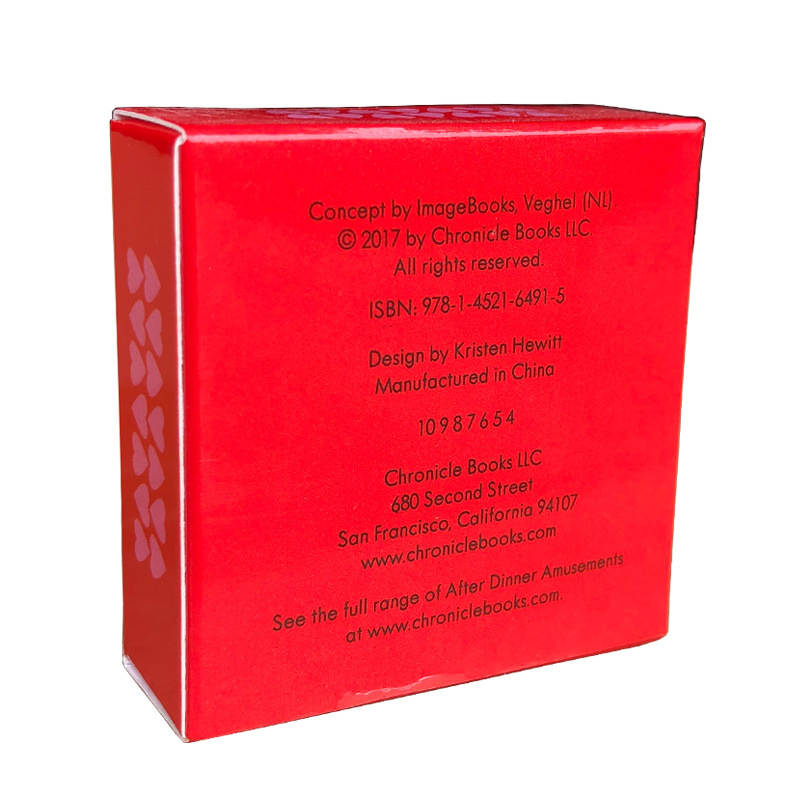 Concept by ImageBooks, Veghel (NL)
© 2017 by Chronicle Books LLC.
All rights reserved.
ISBN: 978-1-4521-6491-5
Design by Kristen Hewitt
Manufactured in China
10 9 8 7 6 5 4
Chronicle Books LLC
680 Second Street
San Francisco, California 94107
www.chroniclebooks.com
See the full range of After Dinner Amusements
at www.chroniclebooks.com.